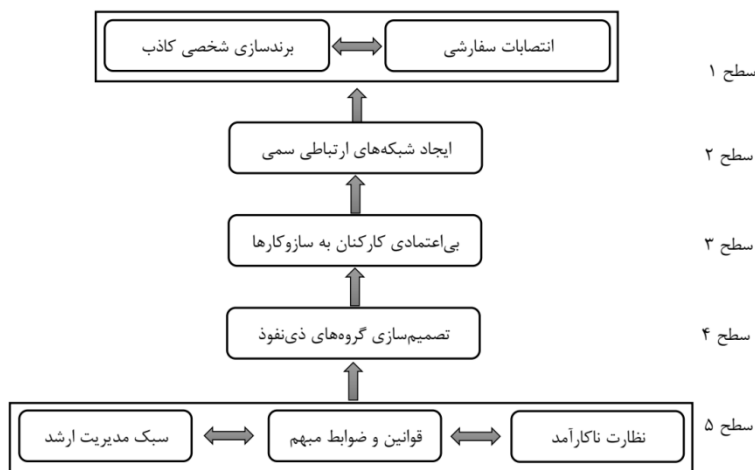 انتصابات سفارشی
برندسازی شخصی کاذب
سطح ۱
ایجاد شبکه‌های ارتباطی سمی
سطح ۲
بی‌اعتمادی کارکنان به سازوکارها
سطح ۳
تصمیم‌سازی گروه‌های ذی‌نفوذ
سطح ۴
نظارت ناکارآمد
قوانین و ضوابط مبهم
سبک مدیریت ارشد
سطح ۵